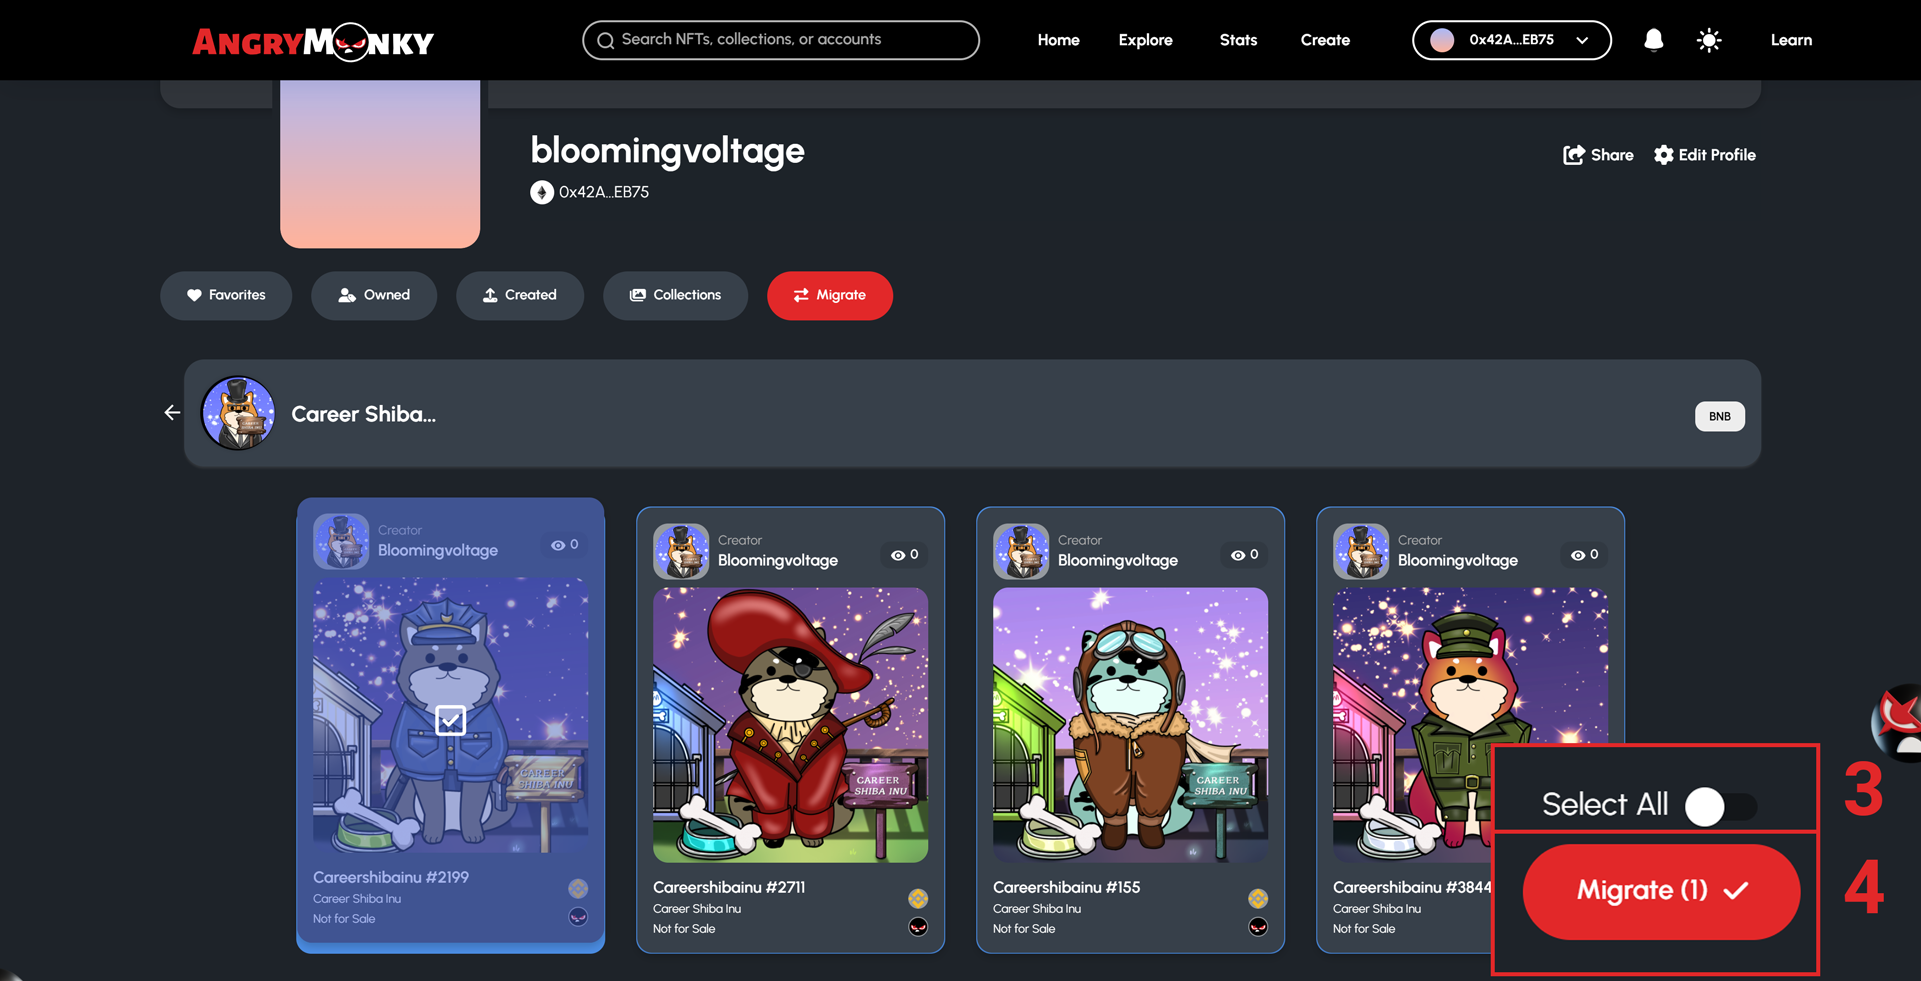 ANGRYMONKY
Search NFTs, collections, or accounts
Home
Explore
Stats
Create
0x42A...EB75
Learn
bloomingvoltage
0x42A...EB75
Share
Edit Profile
Favorites
Owned
Created
Collections
Migrate
Career Shiba...
BNB
Creator
Bloomingvoltage
0
CAREER
SHIBA INU
Careershibainu #2199
Career Shiba Inu
Not for Sale
Creator
Bloomingvoltage
0
CAREER
SHIBA INU
Careershibainu #2711
Career Shiba Inu
Not for Sale
Creator
Bloomingvoltage
0
CAREER
SHIBA INU
Careershibainu #155
Career Shiba Inu
Not for Sale
Creator
Bloomingvoltage
0
M
Careershibainu #3844
Career Shiba Inu
Not for Sale
Select All
3
Migrate (1)
4